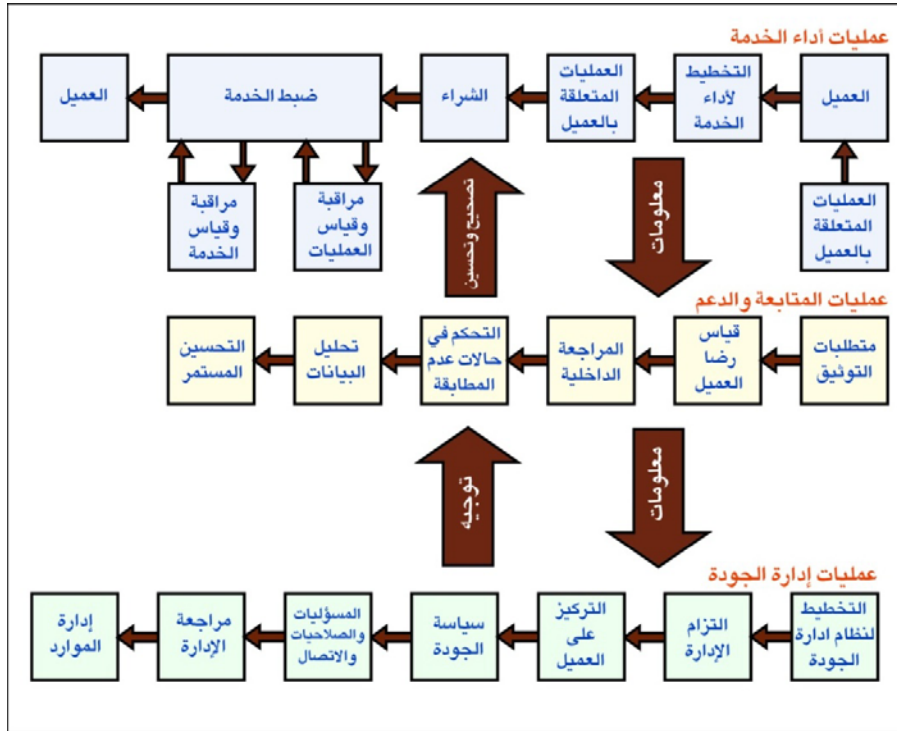 عمليات أداء الخدمة
العميل
التخطيط
لأداء
الخدمة
العمليات
المتعلقة
بالعميل
الشراء
ضبط الخدمة
العميل
العمليات
المتعلقة
بالعميل
مراقبة
وقياس
العمليات
مراقبة
وقياس
الخدمة
معلومات
تصحيح وتحسين
عمليات المتابعة والدعم
متطلبات
التوثيق
قياس
رضا
العميل
المراجعة
الداخلية
التحكم في
حالات عدم
المطابقة
تحليل
البيانات
التحسين
المستمر
معلومات
توجيه
عمليات إدارة الجودة
التخطيط
لنظام ادارة
الجودة
التزام
الإدارة
التركيز
على
العميل
سياسة
الجودة
المسؤليات
والصلاحيات
والاتصال
مراجعة
الإدارة
إدارة
الموارد